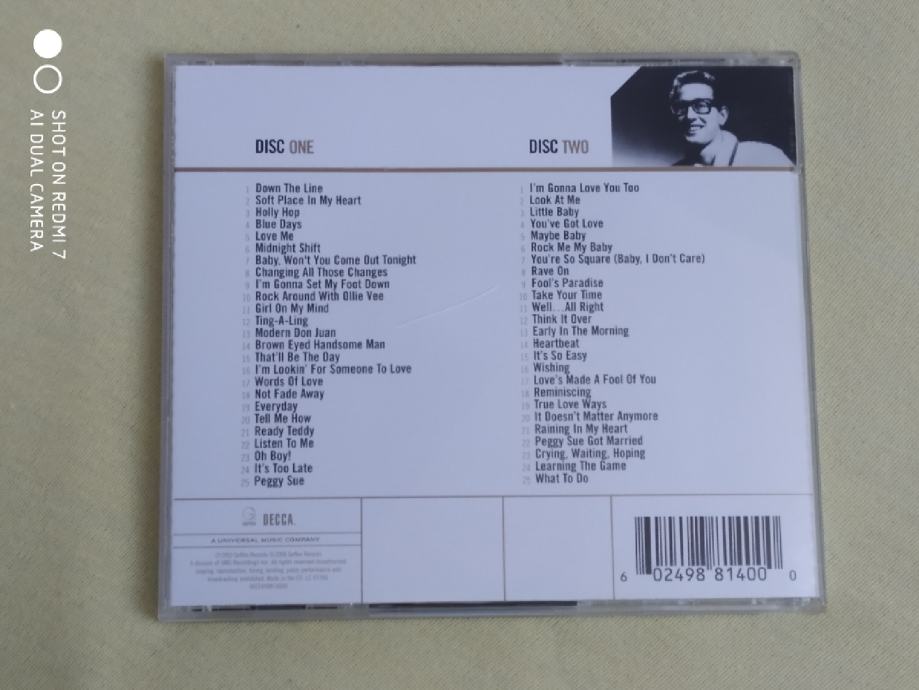 SHOT ON REDMI 7
AI DUAL CAMERA
DISC ONE
1 Down The Line
2 Soft Place In My Heart
3 Holly Hop
4 Blue Days
5 Love Me
6 Midnight Shift
7 Baby, Won't You Come Out Tonight
8 Changing All Those Changes
9 I'm Gonna Set My Foot Down
10 Rock Around With Ollie Vee
11 Girl On My Mind
12 Ting-A-Ling
13 Modern Don Juan
14 Brown Eyed Handsome Man
15 That'll Be The Day
16 I'm Lookin' For Someone To Love
17 Words Of Love
18 Not Fade Away
19 Everyday
20 Tell Me How
21 Ready Teddy
22 Listen To Me
23 Oh Boy!
24 It's Too Late
25 Peggy Sue
DISC TWO
1 I'm Gonna Love You Too
2 Look At Me
3 Little Baby
4 You've Got Love
5 Maybe Baby
6 Rock Me My Baby
7 You're So Square (Baby, I Don't Care)
8 Rave On
9 Fool's Paradise
10 Take Your Time
11 Well...All Right
12 Think It Over
13 Early In The Morning
14 Heartbeat
15 It's So Easy
16 Wishing
17 Love's Made A Fool Of You
18 Reminiscing
19 True Love Ways
20 It Doesn't Matter Anymore
21 Raining In My Heart
22 Peggy Sue Got Married
23 Crying, Waiting, Hoping
24 Learning The Game
25 What To Do
DECCA.
A UNIVERSAL MUSIC COMPANY
6 02498 81400 0